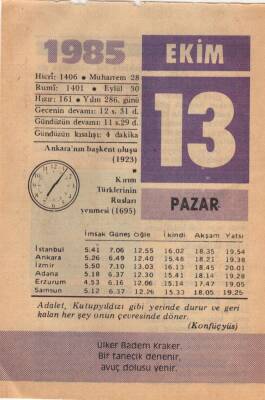 1985
Hicrî: 1406 • Muharrem 28
Rumî: 1401 • Eylül 30
Hızır: 161 • Yılın 286. günü
Gecenin devamı: 12 s. 31 d.
Gündüzün devamı: 11 s. 29 d.
Gündüzün kısalışı: 4 dakika
Ankara'nın başkent oluşu
(1923)
Kırım
Türklerinin
Rusları
yenmesi (1695)
EKİM
13
PAZAR
İmsak Güneş Öğle İkindi Akşam Yatsı
İstanbul 5.41 7.06 12.55 16.02 18.35 19.54
Ankara 5.26 6.49 12.40 15.48 18.21 19.38
İzmir 5.50 7.10 13.03 16.13 18.45 20.01
Adana 5.18 6.37 12.30 15.41 18.14 19.28
Erzurum 4.53 6.16 12.06 15.14 17.47 19.05
Samsun 5.12 6.37 12.26 15.33 18.05 19.25
Adalet, Kutupyıldızı gibi yerinde durur ve geri
kalan her şey onun çevresinde döner.
(Konfüçyüs)
Ülker Badem Kraker.
Bir tanecik denenir,
avuç dolusu yenir.